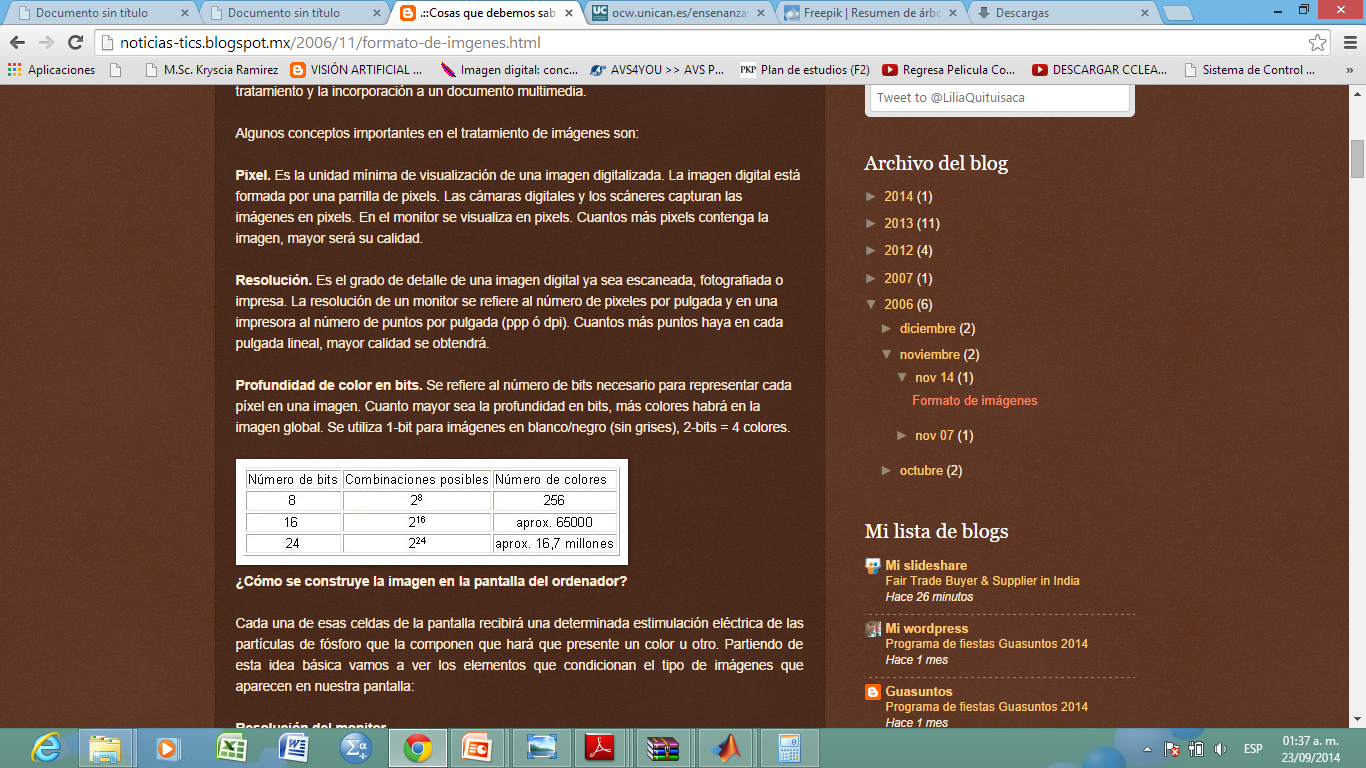 Documento sin título
Documento sin título
.::Cosas que debemos sab
UC ocw.unican.es/ensenanzas
Freepik | Resumen de árbo
Descargas
noticias-tics.blogspot.mx/2006/11/formato-de-imgenes.html
Aplicaciones
M.Sc. Kryscia Ramirez
VISIÓN ARTIFICIAL ...
Imagen digital: conc...
AVS4YOU >> AVS P...
PKP Plan de estudios (F2)
Regresa Pelicula Co...
DESCARGAR CCLEA...
Sistema de Control ...
»
tratamiento y la incorporación a un documento multimedia.
Algunos conceptos importantes en el tratamiento de imágenes son:
Pixel. Es la unidad mínima de visualización de una imagen digitalizada. La imagen digital está
formada por una parrilla de pixels. Las cámaras digitales y los scáneres capturan las
imágenes en pixels. En el monitor se visualiza en pixels. Cuantos más pixels contenga la
imagen, mayor será su calidad.
Resolución. Es el grado de detalle de una imagen digital ya sea escaneada, fotografiada o
impresa. La resolución de un monitor se refiere al número de pixeles por pulgada y en una
impresora al número de puntos por pulgada (ppp ó dpi). Cuantos más puntos haya en cada
pulgada lineal, mayor calidad se obtendrá.
Profundidad de color en bits. Se refiere al número de bits necesario para representar cada
píxel en una imagen. Cuanto mayor sea la profundidad en bits, más colores habrá en la
imagen global. Se utiliza 1-bit para imágenes en blanco/negro (sin grises), 2-bits = 4 colores.
Número de bits Combinaciones posibles Número de colores
8 2⁸ 256
16 2¹⁶ aprox. 65000
24 2²⁴ aprox. 16,7 millones
¿Cómo se construye la imagen en la pantalla del ordenador?
Cada una de esas celdas de la pantalla recibirá una determinada estimulación eléctrica de las
partículas de fósforo que la componen que hará que presente un color u otro. Partiendo de
esta idea básica vamos a ver los elementos que condicionan el tipo de imágenes que
aparecen en nuestra pantalla:
Resolución del monitor
Tweet to @LiliaQuituisaca
Archivo del blog
► 2014 (1)
► 2013 (11)
► 2012 (4)
► 2007 (1)
▼ 2006 (6)
► diciembre (2)
▼ noviembre (2)
▼ nov 14 (1)
Formato de imágenes
► nov 07 (1)
► octubre (2)
Mi lista de blogs
Mi slideshare
Fair Trade Buyer & Supplier in India
Hace 26 minutos
Mi wordpress
Programa de fiestas Guasuntos 2014
Hace 1 mes
Guasuntos
Programa de fiestas Guasuntos 2014
Hace 1 mes
ESP
01:37 a. m.
23/09/2014